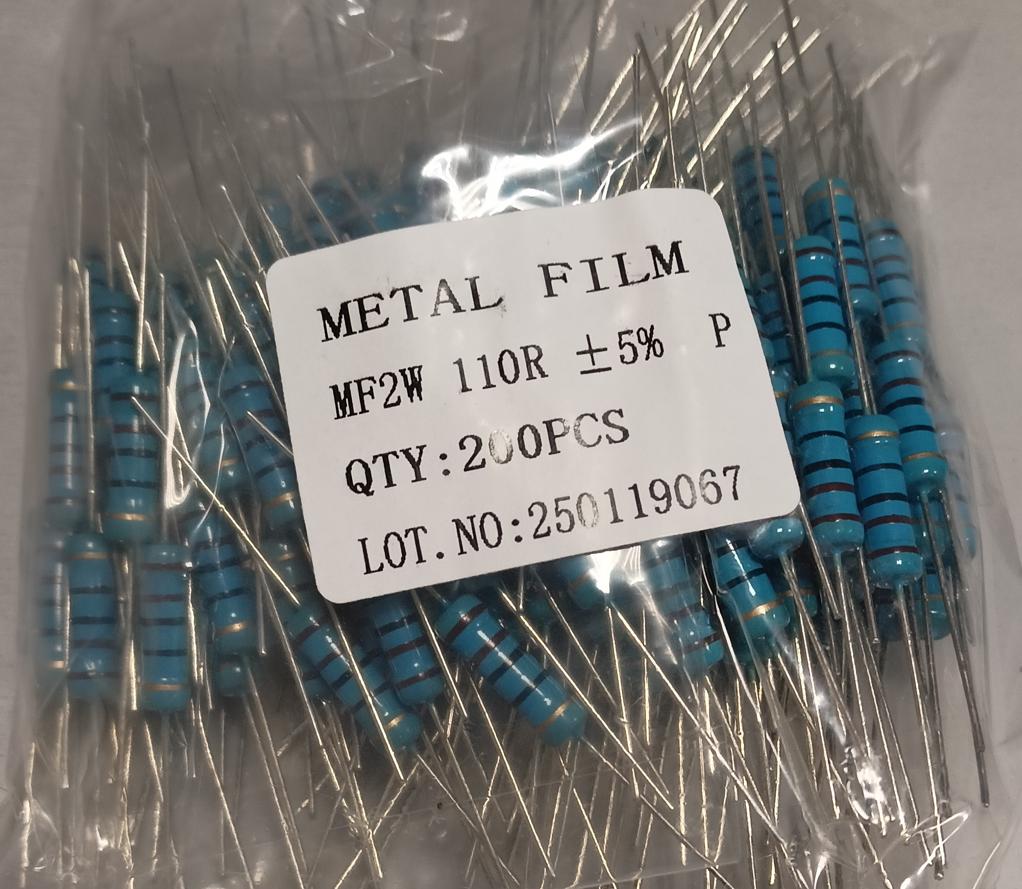 METAL FILM
MF2W 110R ±5% P
QTY:200PCS
LOT.NO:250119067